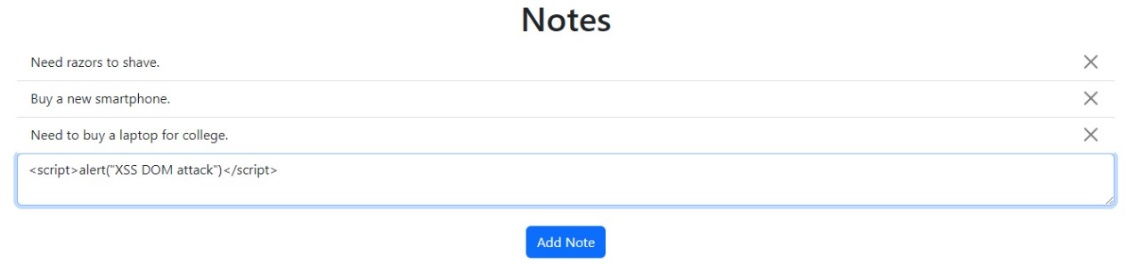 Notes
Need razors to shave.
Buy a new smartphone.
Need to buy a laptop for college.
<script>alert("XSS DOM attack")</script>
Add Note